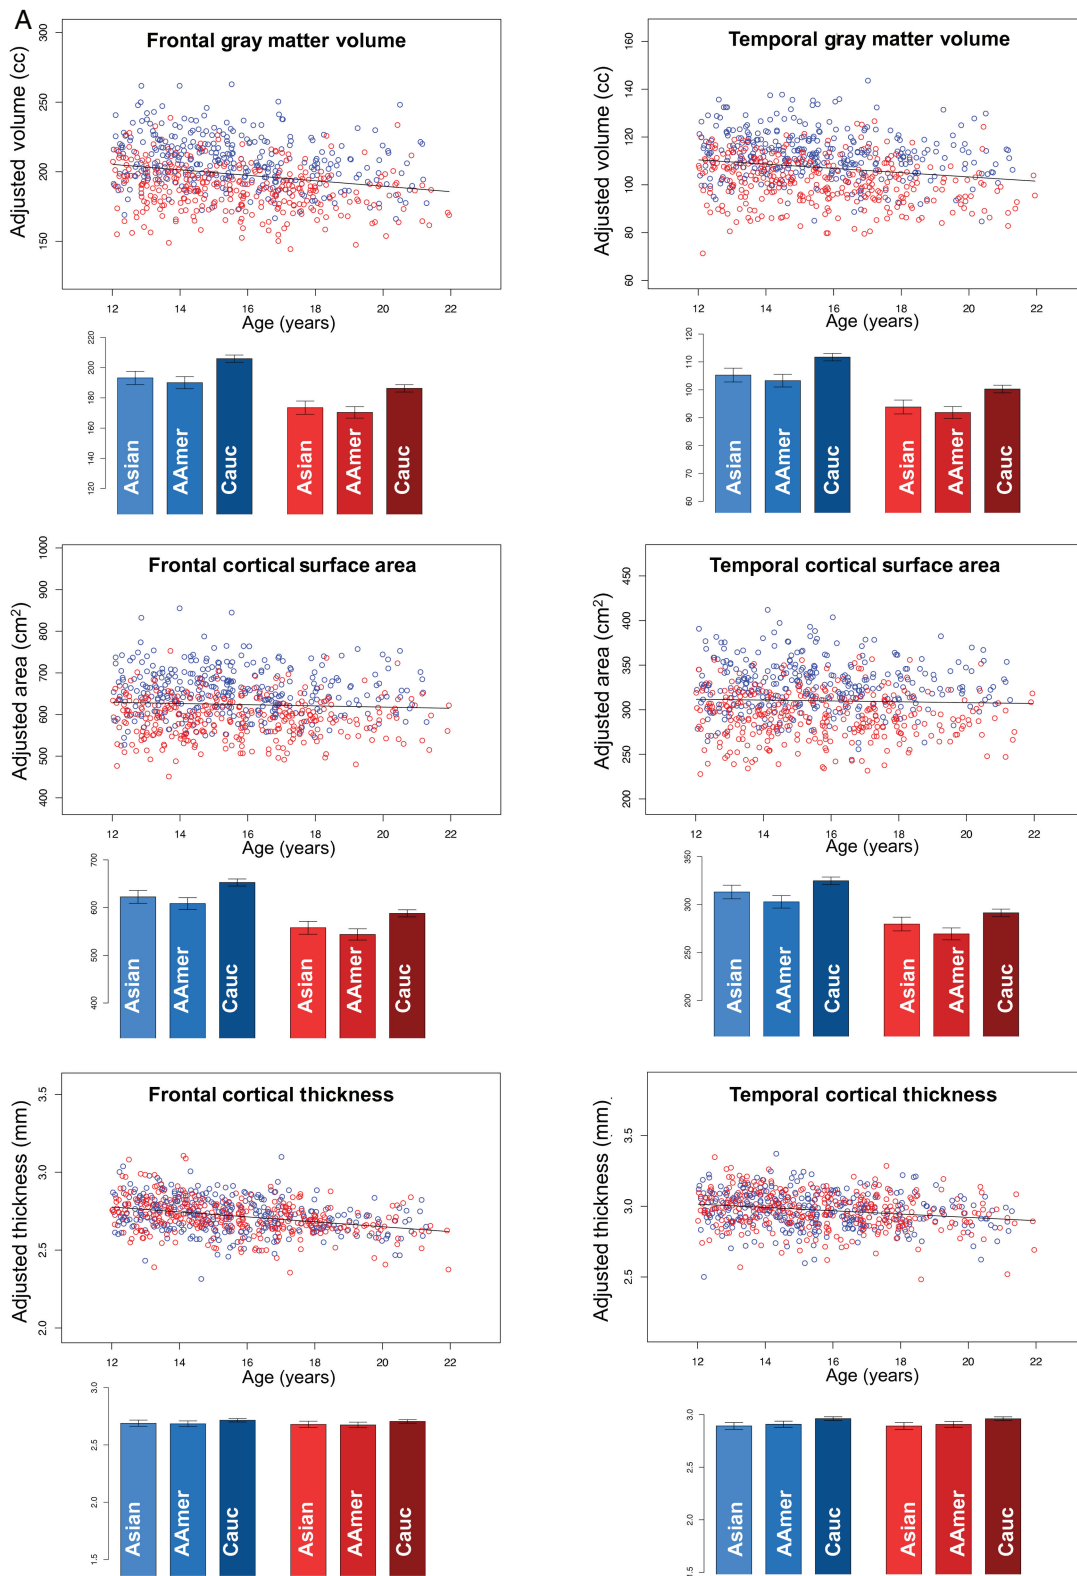 A
Frontal gray matter volume
Adjusted volume (cc)
300
250
200
150
12 14 16 18 20 22
Age (years)
220
200
180
160
140
120
Asian AAmer Cauc Asian AAmer Cauc
Temporal gray matter volume
Adjusted volume (cc)
160
140
120
100
80
60
12 14 16 18 20 22
Age (years)
120
110
100
90
80
70
60
Asian AAmer Cauc Asian AAmer Cauc
Frontal cortical surface area
Adjusted area (cm²)
1000
900
800
700
600
500
400
12 14 16 18 20 22
Age (years)
700
600
500
400
Asian AAmer Cauc Asian AAmer Cauc
Temporal cortical surface area
Adjusted area (cm²)
450
400
350
300
250
200
12 14 16 18 20 22
Age (years)
350
300
250
200
Asian AAmer Cauc Asian AAmer Cauc
Frontal cortical thickness
Adjusted thickness (mm)
3.5
3.0
2.5
2.0
12 14 16 18 20 22
Age (years)
3.0
2.5
2.0
1.5
Asian AAmer Cauc Asian AAmer Cauc
Temporal cortical thickness
Adjusted thickness (mm)
3.5
3.0
2.5
12 14 16 18 20 22
Age (years)
3.0
2.5
2.0
1.5
Asian AAmer Cauc Asian AAmer Cauc